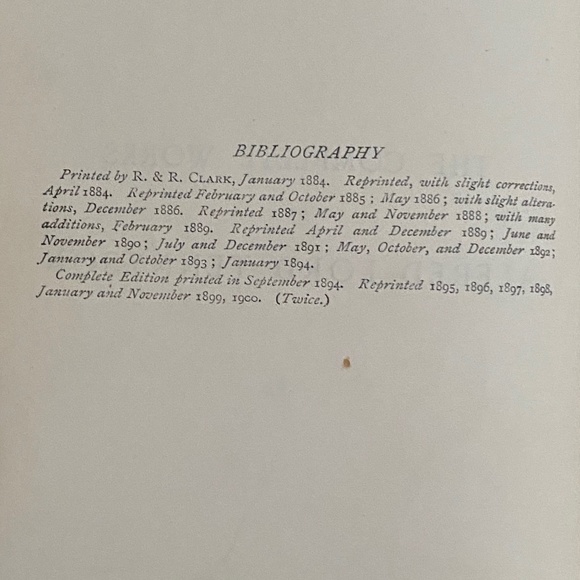 BIBLIOGRAPHY
Printed by R. & R. CLARK, January 1884. Reprinted, with slight corrections,
April 1884. Reprinted February and October 1885; May 1886; with slight altera-
tions, December 1886. Reprinted 1887; May and November 1888; with many
additions, February 1889. Reprinted April and December 1889; June and
November 1890; July and December 1891; May, October, and December 1892;
January and October 1893; January 1894.
Complete Edition printed in September 1894. Reprinted 1895, 1896, 1897, 1898,
January and November 1899, 1900. (Twice.)